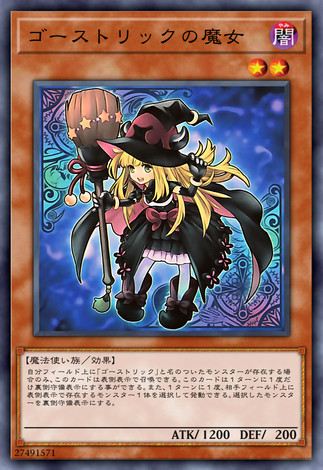 ゴーストリックの魔女
闇
やみ
【魔法使い族／効果】
自分フィールド上に「ゴーストリック」と名のついたモンスターが存在する場
合のみ、このカードは表側表示で召喚できる。このカードは１ターンに１度だ
け裏側守備表示にする事ができる。また、１ターンに１度、相手フィールド上に
表側表示で存在するモンスター１体を選択して発動できる。選択したモンス
ターを裏側守備表示にする。
ATK/ 1200 DEF/ 200
27491571